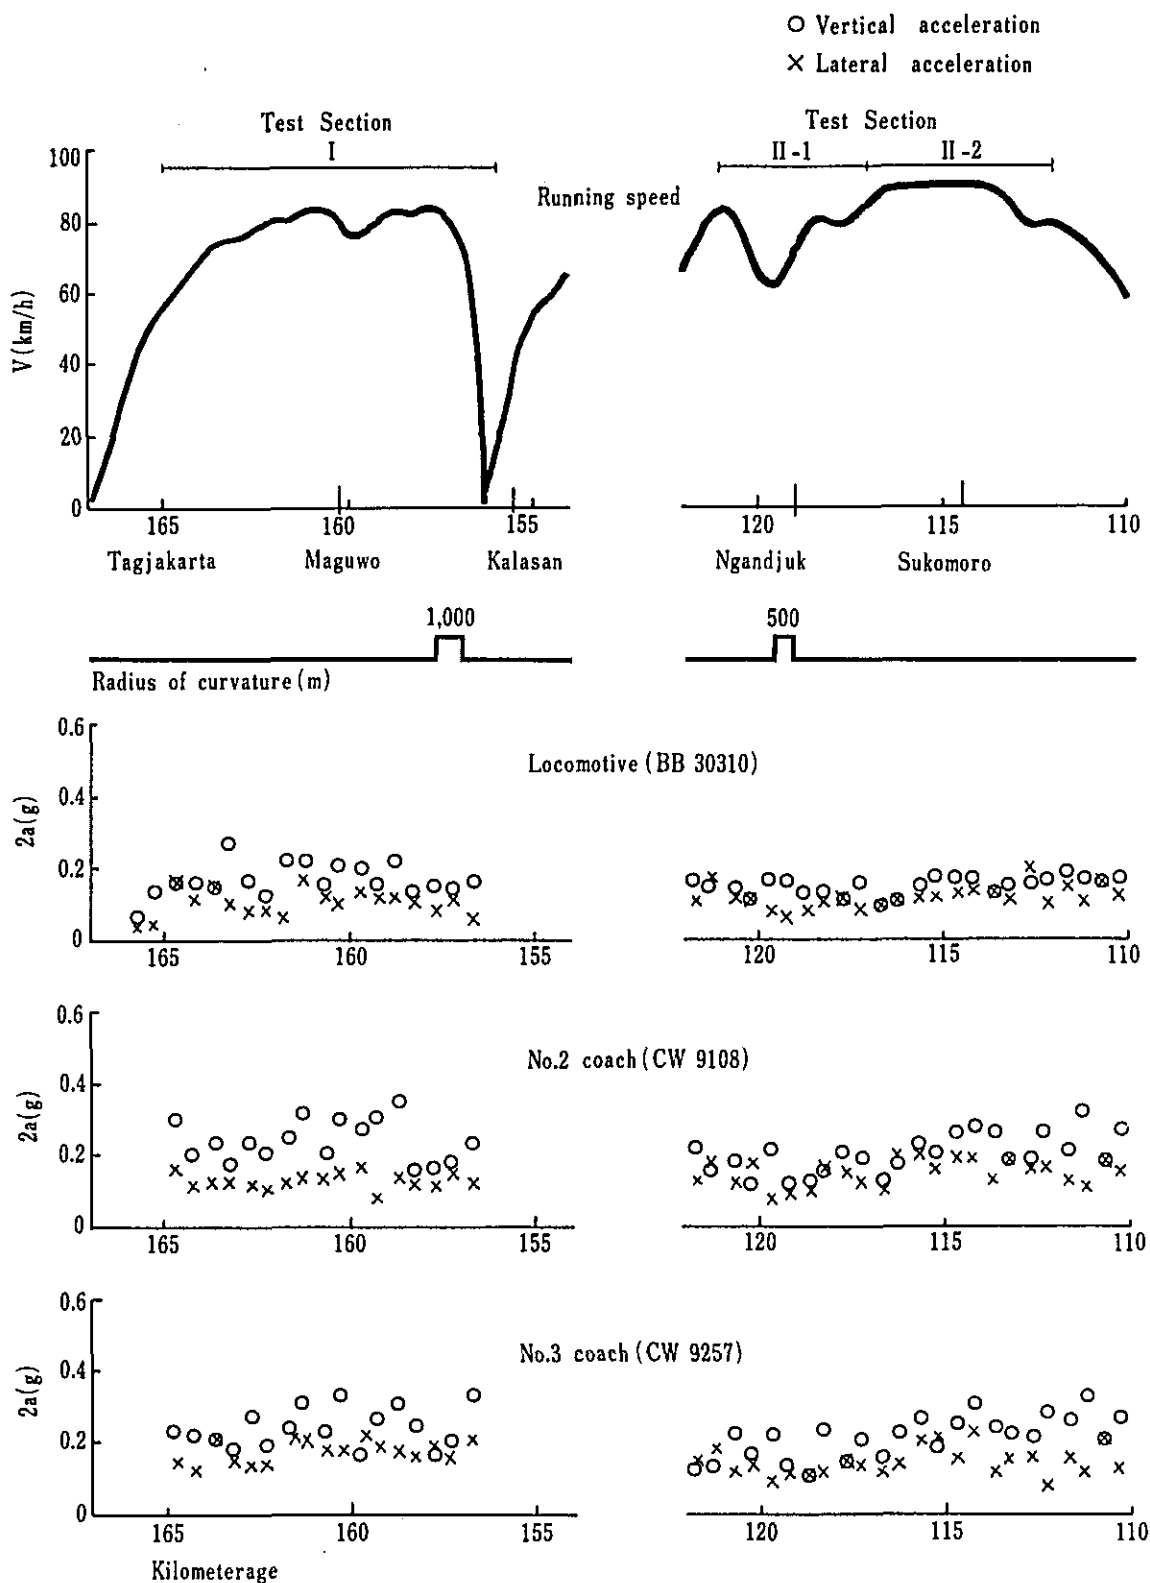 O Vertical acceleration
× Lateral acceleration
Test Section
I
Test Section
II-1 II-2
Running speed
V (km/h)
100
80
60
40
20
0
165 160 155
120 115 110
Tagjakarta Maguwo Kalasan
Ngandjuk Sukomoro
1,000
500
Radius of curvature (m)
Locomotive (BB 30310)
2a(g)
0.6
0.4
0.2
0
165 160 155
120 115 110
No.2 coach (CW 9108)
2a(g)
0.6
0.4
0.2
0
165 160 155
120 115 110
No.3 coach (CW 9257)
2a(g)
0.6
0.4
0.2
0
165 160 155
120 115 110
Kilometerage